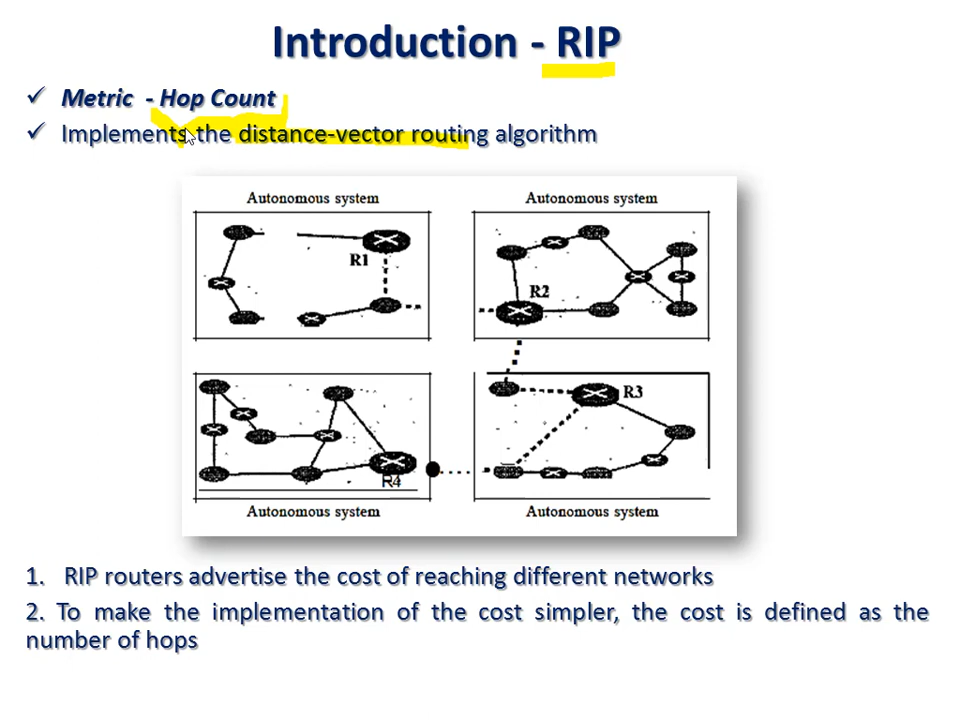 Introduction - RIP
✓ Metric - Hop Count
✓ Implements the distance-vector routing algorithm
Autonomous system
Autonomous system
R1
R2
R3
R4
Autonomous system
Autonomous system
1. RIP routers advertise the cost of reaching different networks
2. To make the implementation of the cost simpler, the cost is defined as the
number of hops